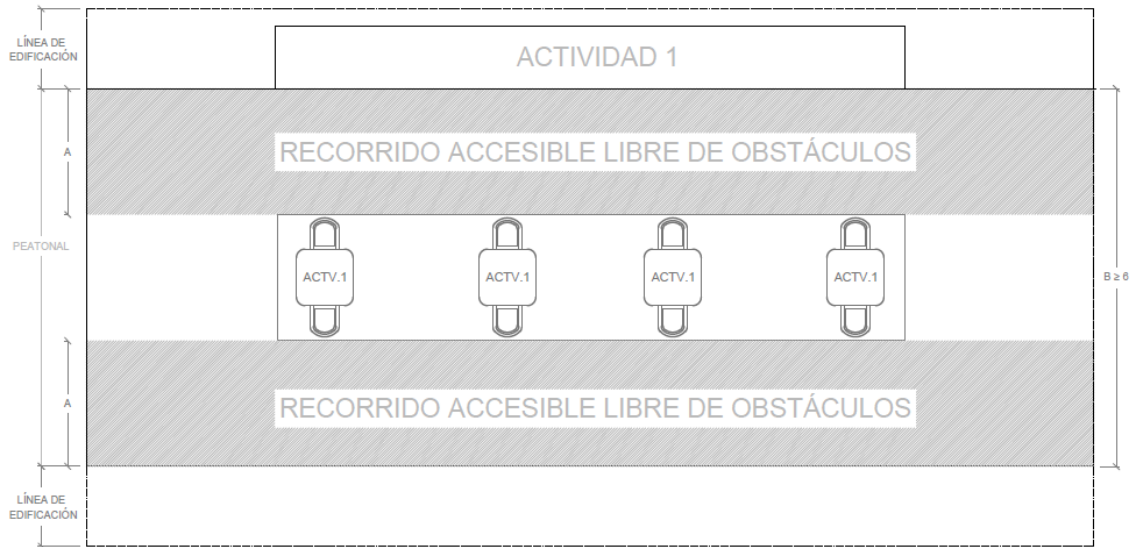 LÍNEA DE
EDIFICACIÓN
ACTIVIDAD 1
A
RECORRIDO ACCESIBLE LIBRE DE OBSTÁCULOS
PEATONAL
ACTV.1 ACTV.1 ACTV.1 ACTV.1
B ≥ 6
A
RECORRIDO ACCESIBLE LIBRE DE OBSTÁCULOS
LÍNEA DE
EDIFICACIÓN